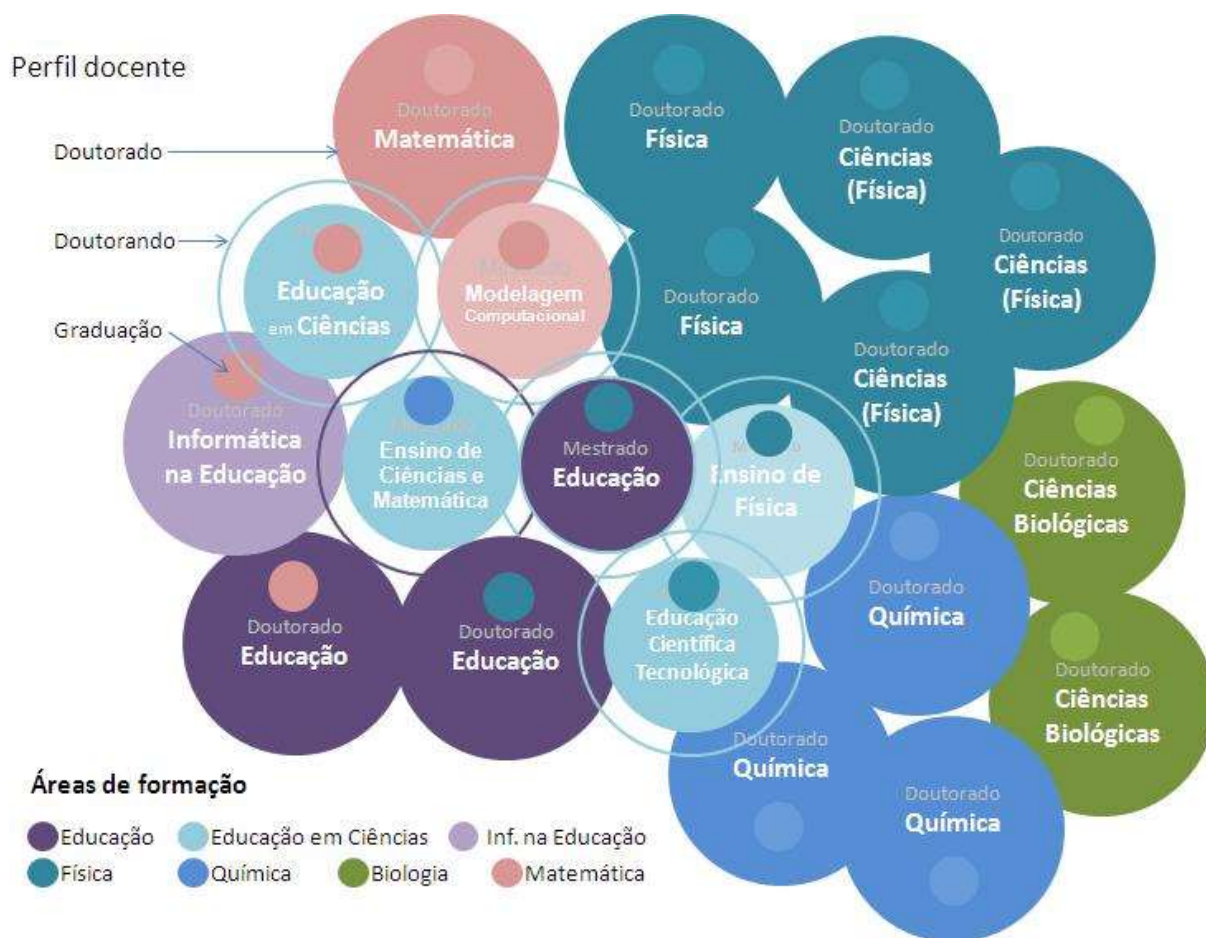 Perfil docente
Doutorado
Doutorando
Graduação
Doutorado
Matemática
Doutorado
Física
Doutorado
Ciências
(Física)
Doutorado
Ciências
(Física)
Educação
em Ciências
Modelagem
Computacional
Doutorado
Física
Doutorado
Ciências
(Física)
Doutorado
Informática
na Educação
Ensino de
Ciências e
Matemática
Mestrado
Educação
Ensino de
Física
Doutorado
Ciências
Biológicas
Doutorado
Educação
Doutorado
Educação
Educação
Científica
Tecnológica
Doutorado
Química
Doutorado
Ciências
Biológicas
Doutorado
Química
Doutorado
Química
Áreas de formação
Educação
Educação em Ciências
Inf. na Educação
Física
Química
Biologia
Matemática